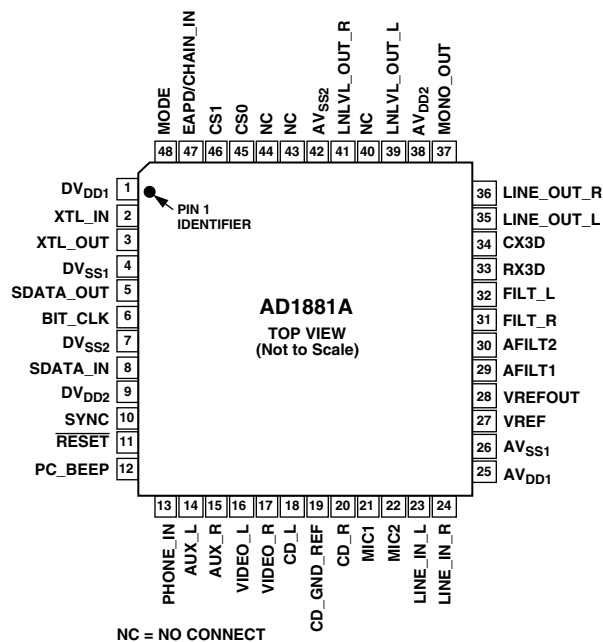 MODE
EAPD/CHAIN_IN
CS1
CS0
NC
NC
AVSS2
LNLVL_OUT_R
NC
LNLVL_OUT_L
AVDD2
MONO_OUT
48 47 46 45 44 43 42 41 40 39 38 37
DVDD1 1
XTL_IN 2
XTL_OUT 3
DVSS1 4
SDATA_OUT 5
BIT_CLK 6
DVSS2 7
SDATA_IN 8
DVDD2 9
SYNC 10
RESET 11
PC_BEEP 12
PIN 1
IDENTIFIER
AD1881A
TOP VIEW
(Not to Scale)
36 LINE_OUT_R
35 LINE_OUT_L
34 CX3D
33 RX3D
32 FILT_L
31 FILT_R
30 AFILT2
29 AFILT1
28 VREFOUT
27 VREF
26 AVSS1
25 AVDD1
13 14 15 16 17 18 19 20 21 22 23 24
PHONE_IN
AUX_L
AUX_R
VIDEO_L
VIDEO_R
CD_L
CD_GND_REF
CD_R
MIC1
MIC2
LINE_IN_L
LINE_IN_R
NC = NO CONNECT